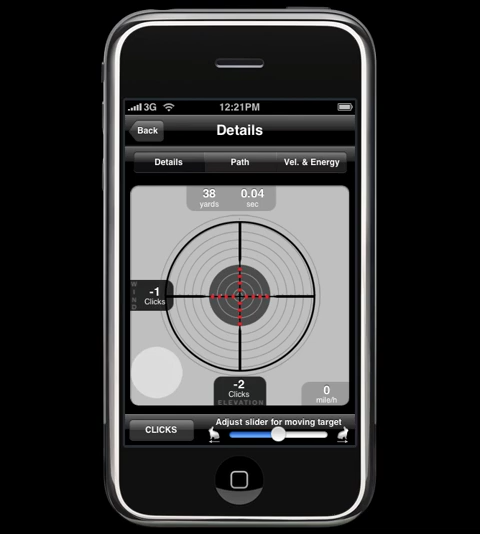 3G 12:21PM
Back Details
Details Path Vel. & Energy
38 0.04
yards sec
WIND
-1
Clicks
-2
Clicks
ELEVATION
0
mile/h
Adjust slider for moving target
CLICKS